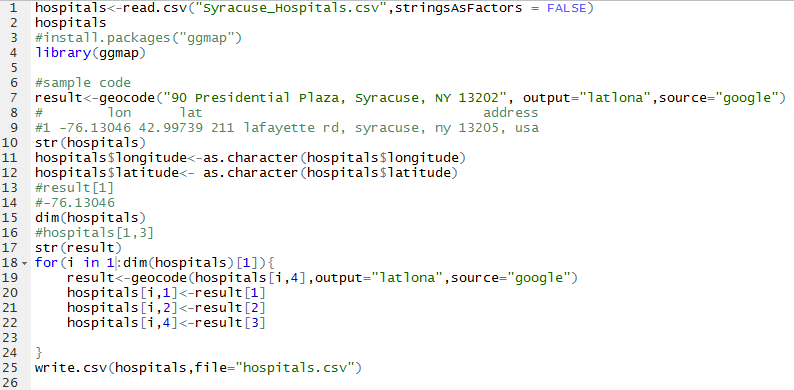 1 hospitals<-read.csv("Syracuse_Hospitals.csv",stringsAsFactors = FALSE)
2 hospitals
3 #install.packages("ggmap")
4 library(ggmap)
5
6 #sample code
7 result<-geocode("90 Presidential Plaza, Syracuse, NY 13202", output="latlona",source="google")
8 #        lon      lat                                  address
9 #1 -76.13046 42.99739 211 lafayette rd, syracuse, ny 13205, usa
10 str(hospitals)
11 hospitals$longitude<-as.character(hospitals$longitude)
12 hospitals$latitude<- as.character(hospitals$latitude)
13 #result[1]
14 #-76.13046
15 dim(hospitals)
16 #hospitals[1,3]
17 str(result)
18 for(i in 1:dim(hospitals)[1]){
19     result<-geocode(hospitals[i,4],output="latlona",source="google")
20     hospitals[i,1]<-result[1]
21     hospitals[i,2]<-result[2]
22     hospitals[i,4]<-result[3]
23
24 }
25 write.csv(hospitals,file="hospitals.csv")
26